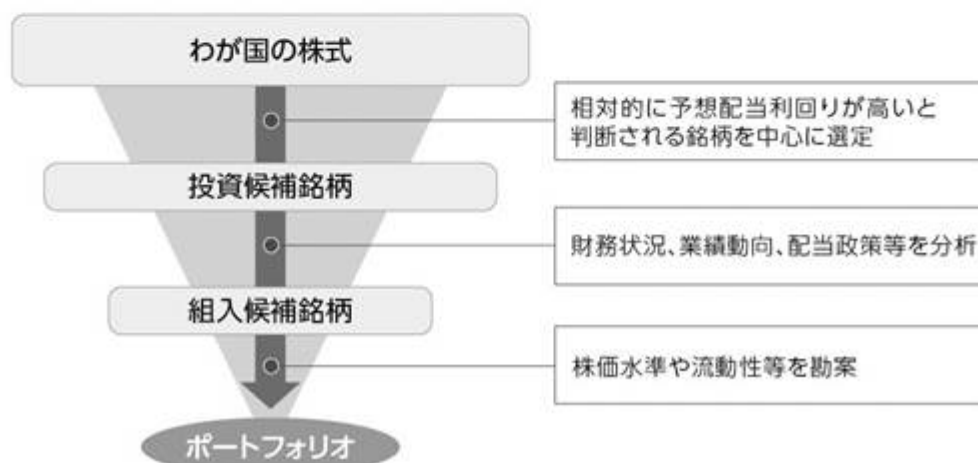 わが国の株式
相対的に予想配当利回りが高いと
判断される銘柄を中心に選定
投資候補銘柄
財務状況、業績動向、配当政策等を分析
組入候補銘柄
株価水準や流動性等を勘案
ポートフォリオ